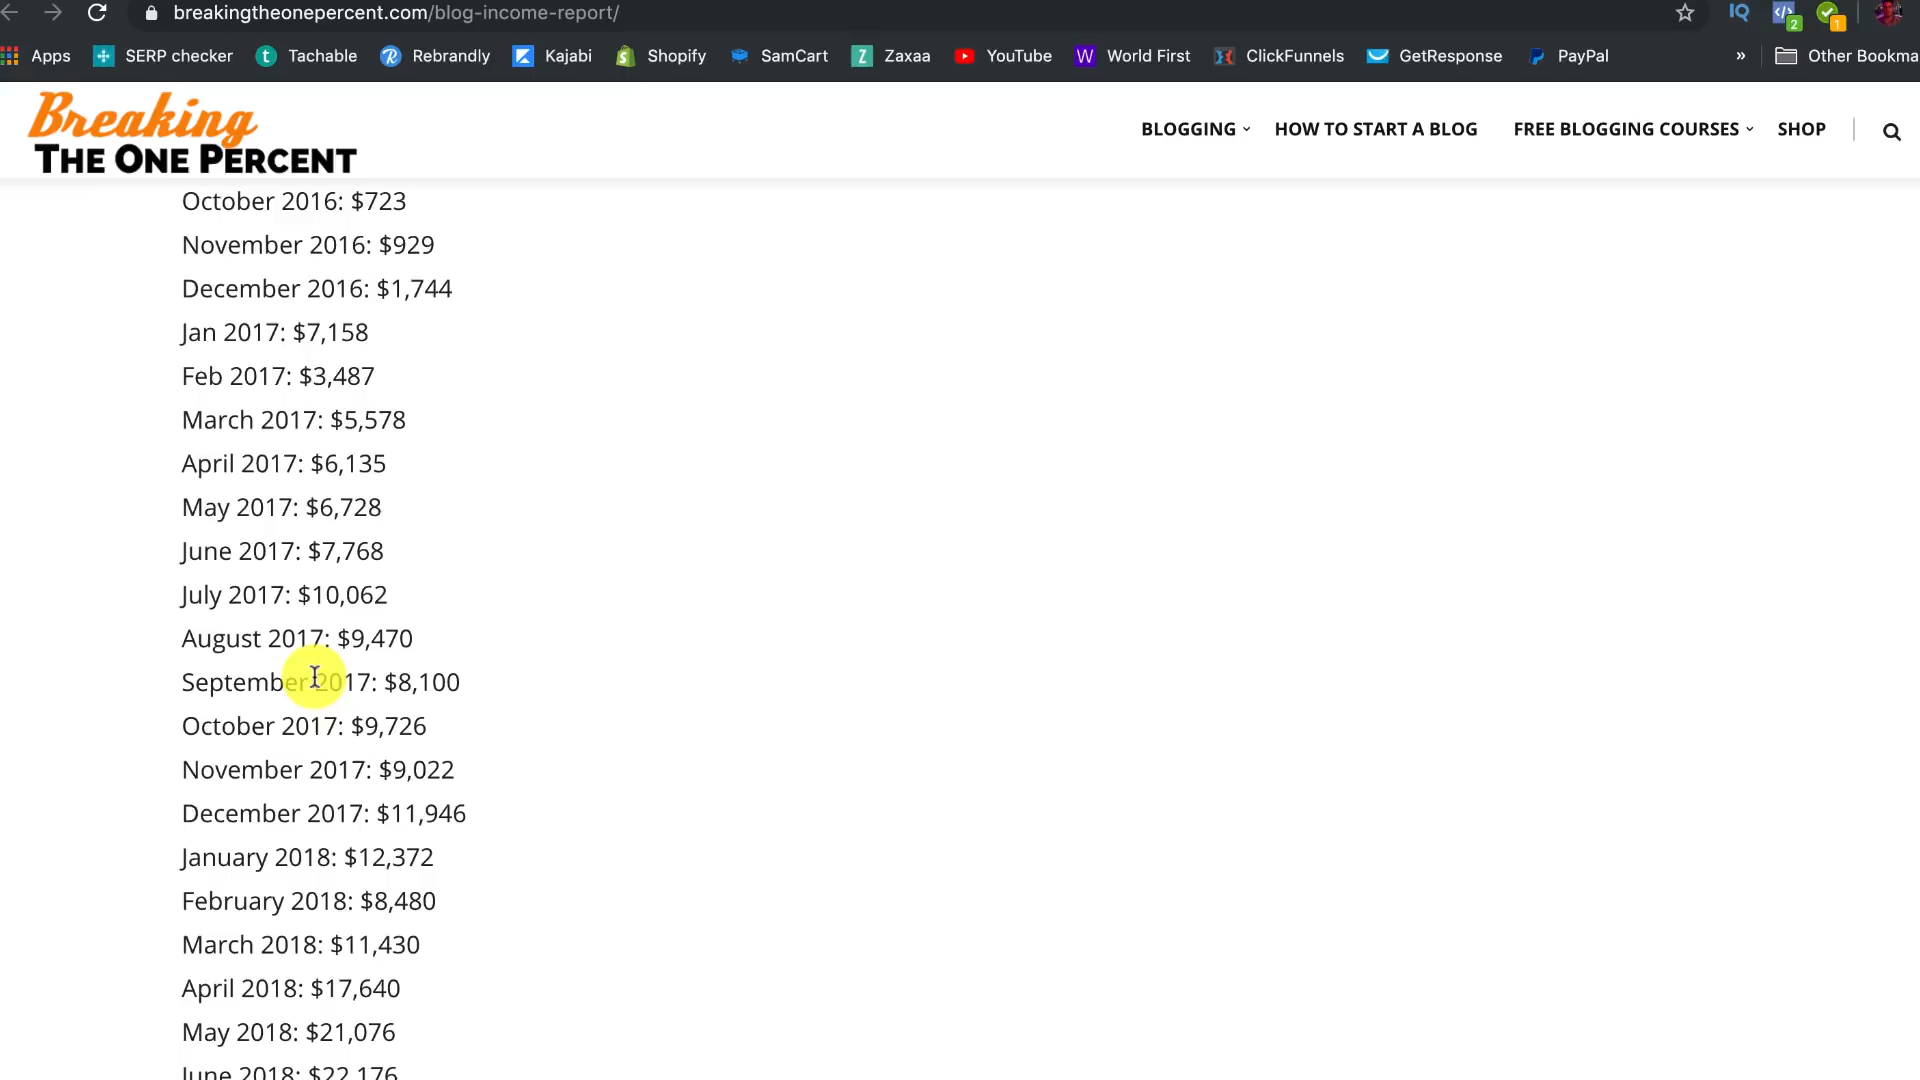 breakingtheonepercent.com/blog-income-report/
IQ
2
1
Apps
SERP checker
t Tachable
R Rebrandly
Kajabi
Shopify
SamCart
Z Zaxaa
YouTube
W World First
ClickFunnels
GetResponse
PayPal
»
Other Bookma
Breaking
THE ONE PERCENT
BLOGGING
HOW TO START A BLOG
FREE BLOGGING COURSES
SHOP
October 2016: $723
November 2016: $929
December 2016: $1,744
Jan 2017: $7,158
Feb 2017: $3,487
March 2017: $5,578
April 2017: $6,135
May 2017: $6,728
June 2017: $7,768
July 2017: $10,062
August 2017: $9,470
September 2017: $8,100
October 2017: $9,726
November 2017: $9,022
December 2017: $11,946
January 2018: $12,372
February 2018: $8,480
March 2018: $11,430
April 2018: $17,640
May 2018: $21,076
June 2018: $22,176